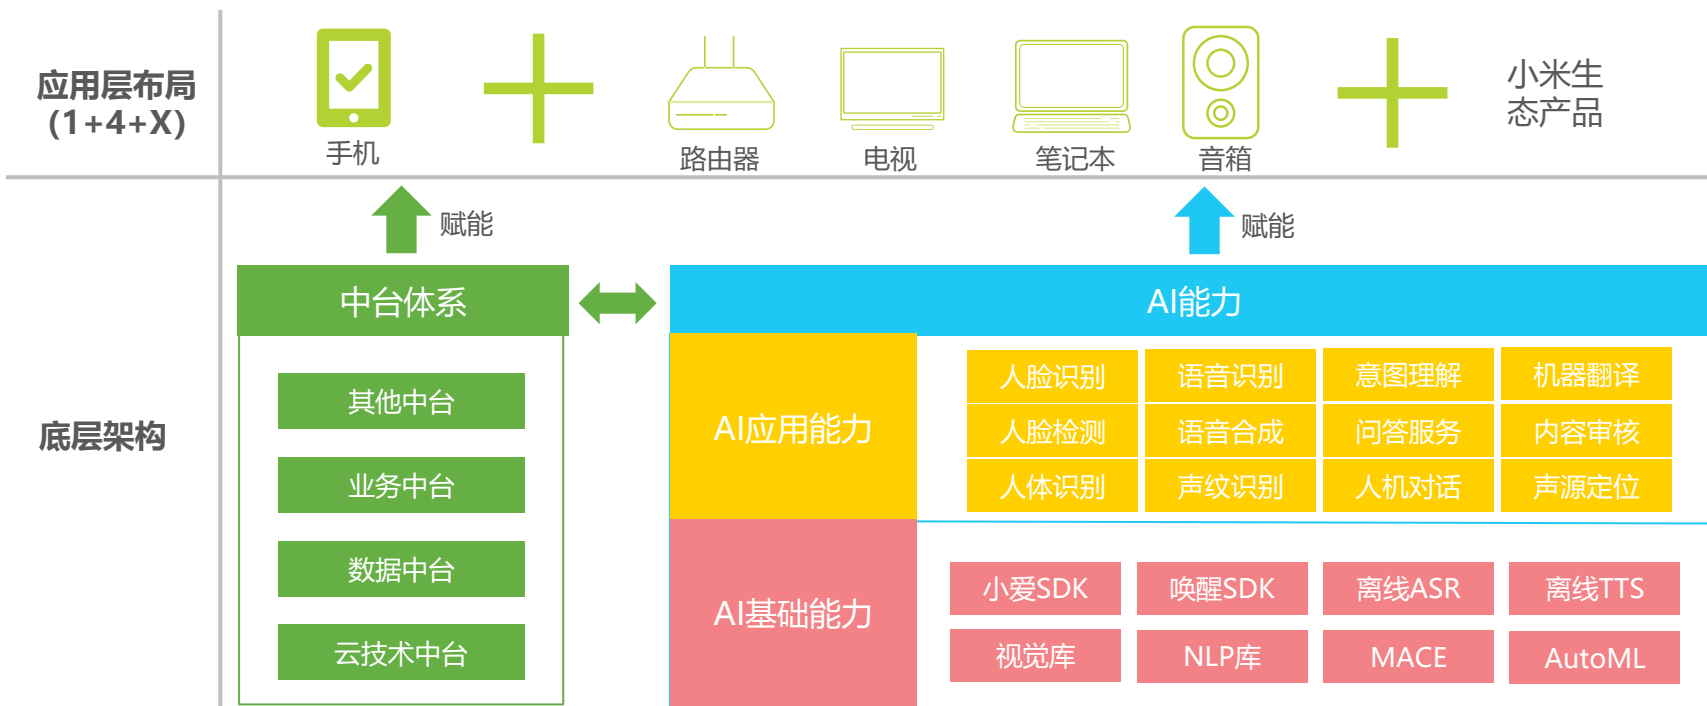 应用层布局
(1+4+X)
手机
路由器
电视
笔记本
音箱
小米生
态产品
赋能
赋能
底层架构
中台体系
其他中台
业务中台
数据中台
云技术中台
AI能力
AI应用能力
人脸识别
语音识别
意图理解
机器翻译
人脸检测
语音合成
问答服务
内容审核
人体识别
声纹识别
人机对话
声源定位
AI基础能力
小爱SDK
唤醒SDK
离线ASR
离线TTS
视觉库
NLP库
MACE
AutoML